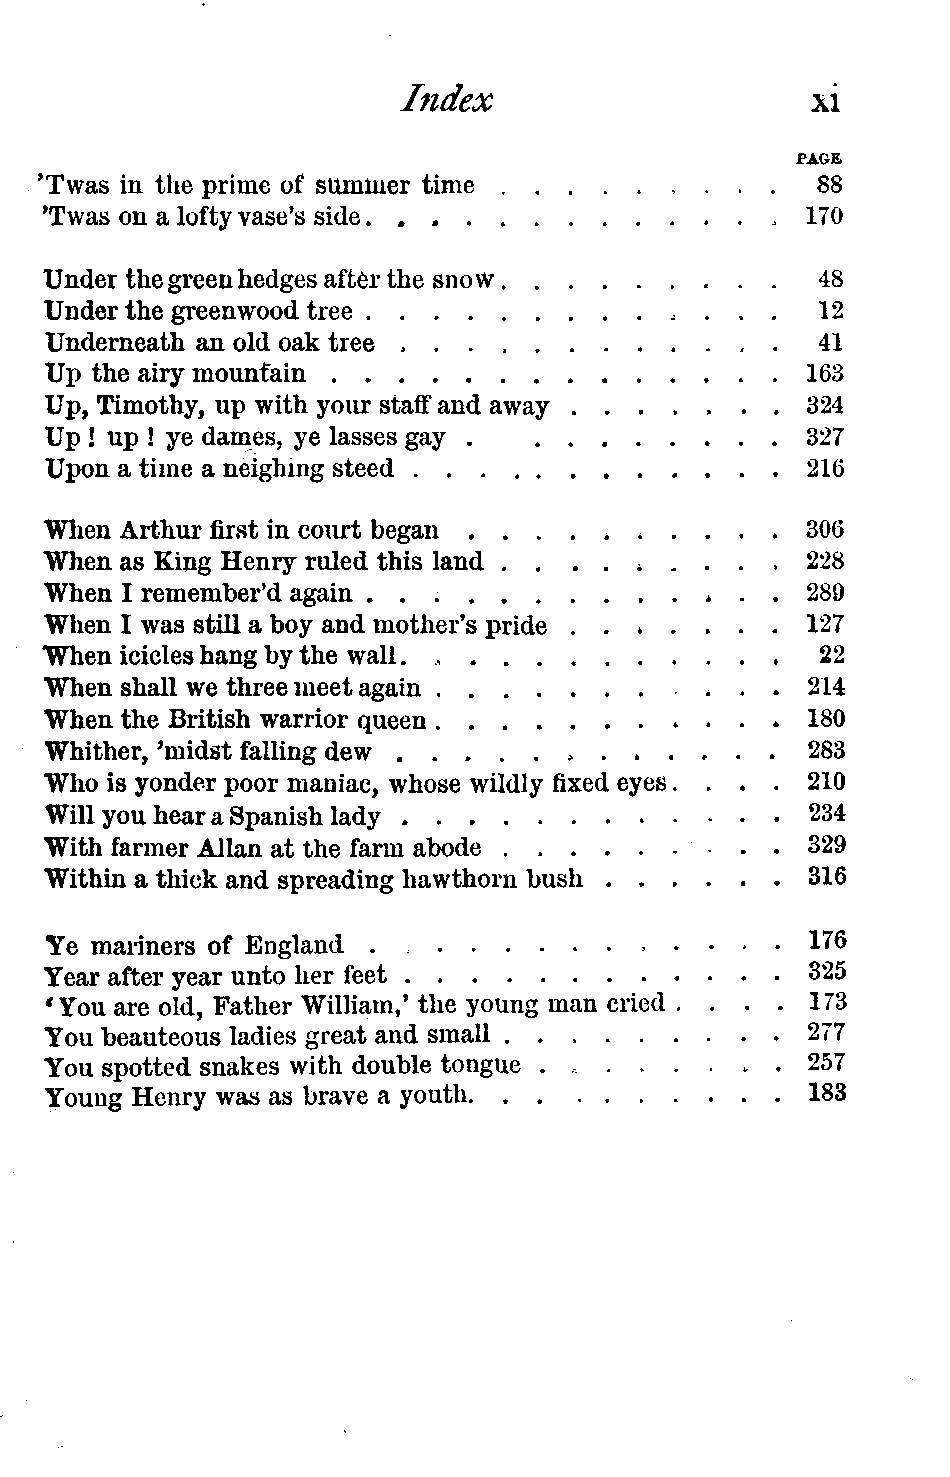 Index xi
PAGE
'Twas in the prime of summer time . . . . . . . . . 88
'Twas on a lofty vase's side. . . . . . . . . . . . . 170
Under the green hedges after the snow. . . . . . . . . 48
Under the greenwood tree . . . . . . . . . . . . . 12
Underneath an old oak tree . . . . . . . . . . . . 41
Up the airy mountain . . . . . . . . . . . . . . 163
Up, Timothy, up with your staff and away . . . . . . . 324
Up ! up ! ye dames, ye lasses gay . . . . . . . . . 327
Upon a time a neighing steed . . . . . . . . . . . . 216
When Arthur first in court began . . . . . . . . . . 306
When as King Henry ruled this land . . . . . . . . . 228
When I remember'd again . . . . . . . . . . . . . 289
When I was still a boy and mother's pride . . . . . . . 127
When icicles hang by the wall. . . . . . . . . . . . 22
When shall we three meet again . . . . . . . . . . . 214
When the British warrior queen . . . . . . . . . . . 180
Whither, 'midst falling dew . . . . . . . . . . . . 283
Who is yonder poor maniac, whose wildly fixed eyes. . . . 210
Will you hear a Spanish lady . . . . . . . . . . . . 234
With farmer Allan at the farm abode . . . . . . . . . 329
Within a thick and spreading hawthorn bush . . . . . . 316
Ye mariners of England . . . . . . . . . . . . . 176
Year after year unto her feet . . . . . . . . . . . . 325
‘You are old, Father William,’ the young man cried . . . . 173
You beauteous ladies great and small . . . . . . . . . 277
You spotted snakes with double tongue . . . . . . . . 257
Young Henry was as brave a youth. . . . . . . . . . 183